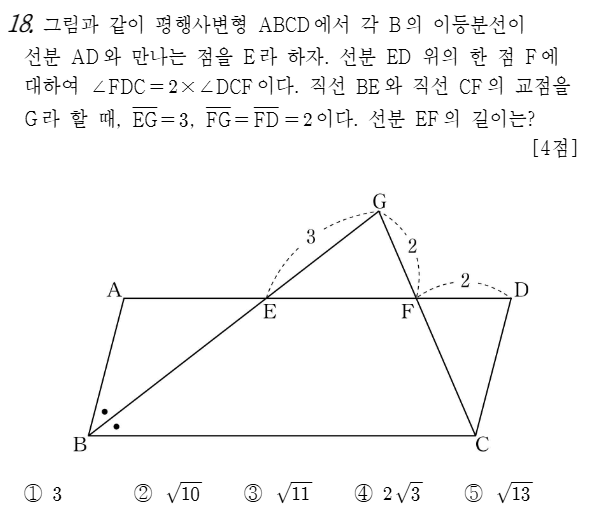 18. 그림과 같이 평행사변형 ABCD에서 각 B의 이등분선이
선분 AD와 만나는 점을 E라 하자. 선분 ED 위의 한 점 F에
대하여 ∠FDC=2×∠DCF이다. 직선 BE와 직선 CF의 교점을
G라 할 때, \overline{EG}=3, \overline{FG}=\overline{FD}=2이다. 선분 EF의 길이는?
[4점]
G
3
2
2
A
E
F
D
B
C
① 3 ② √10 ③ √11 ④ 2√3 ⑤ √13